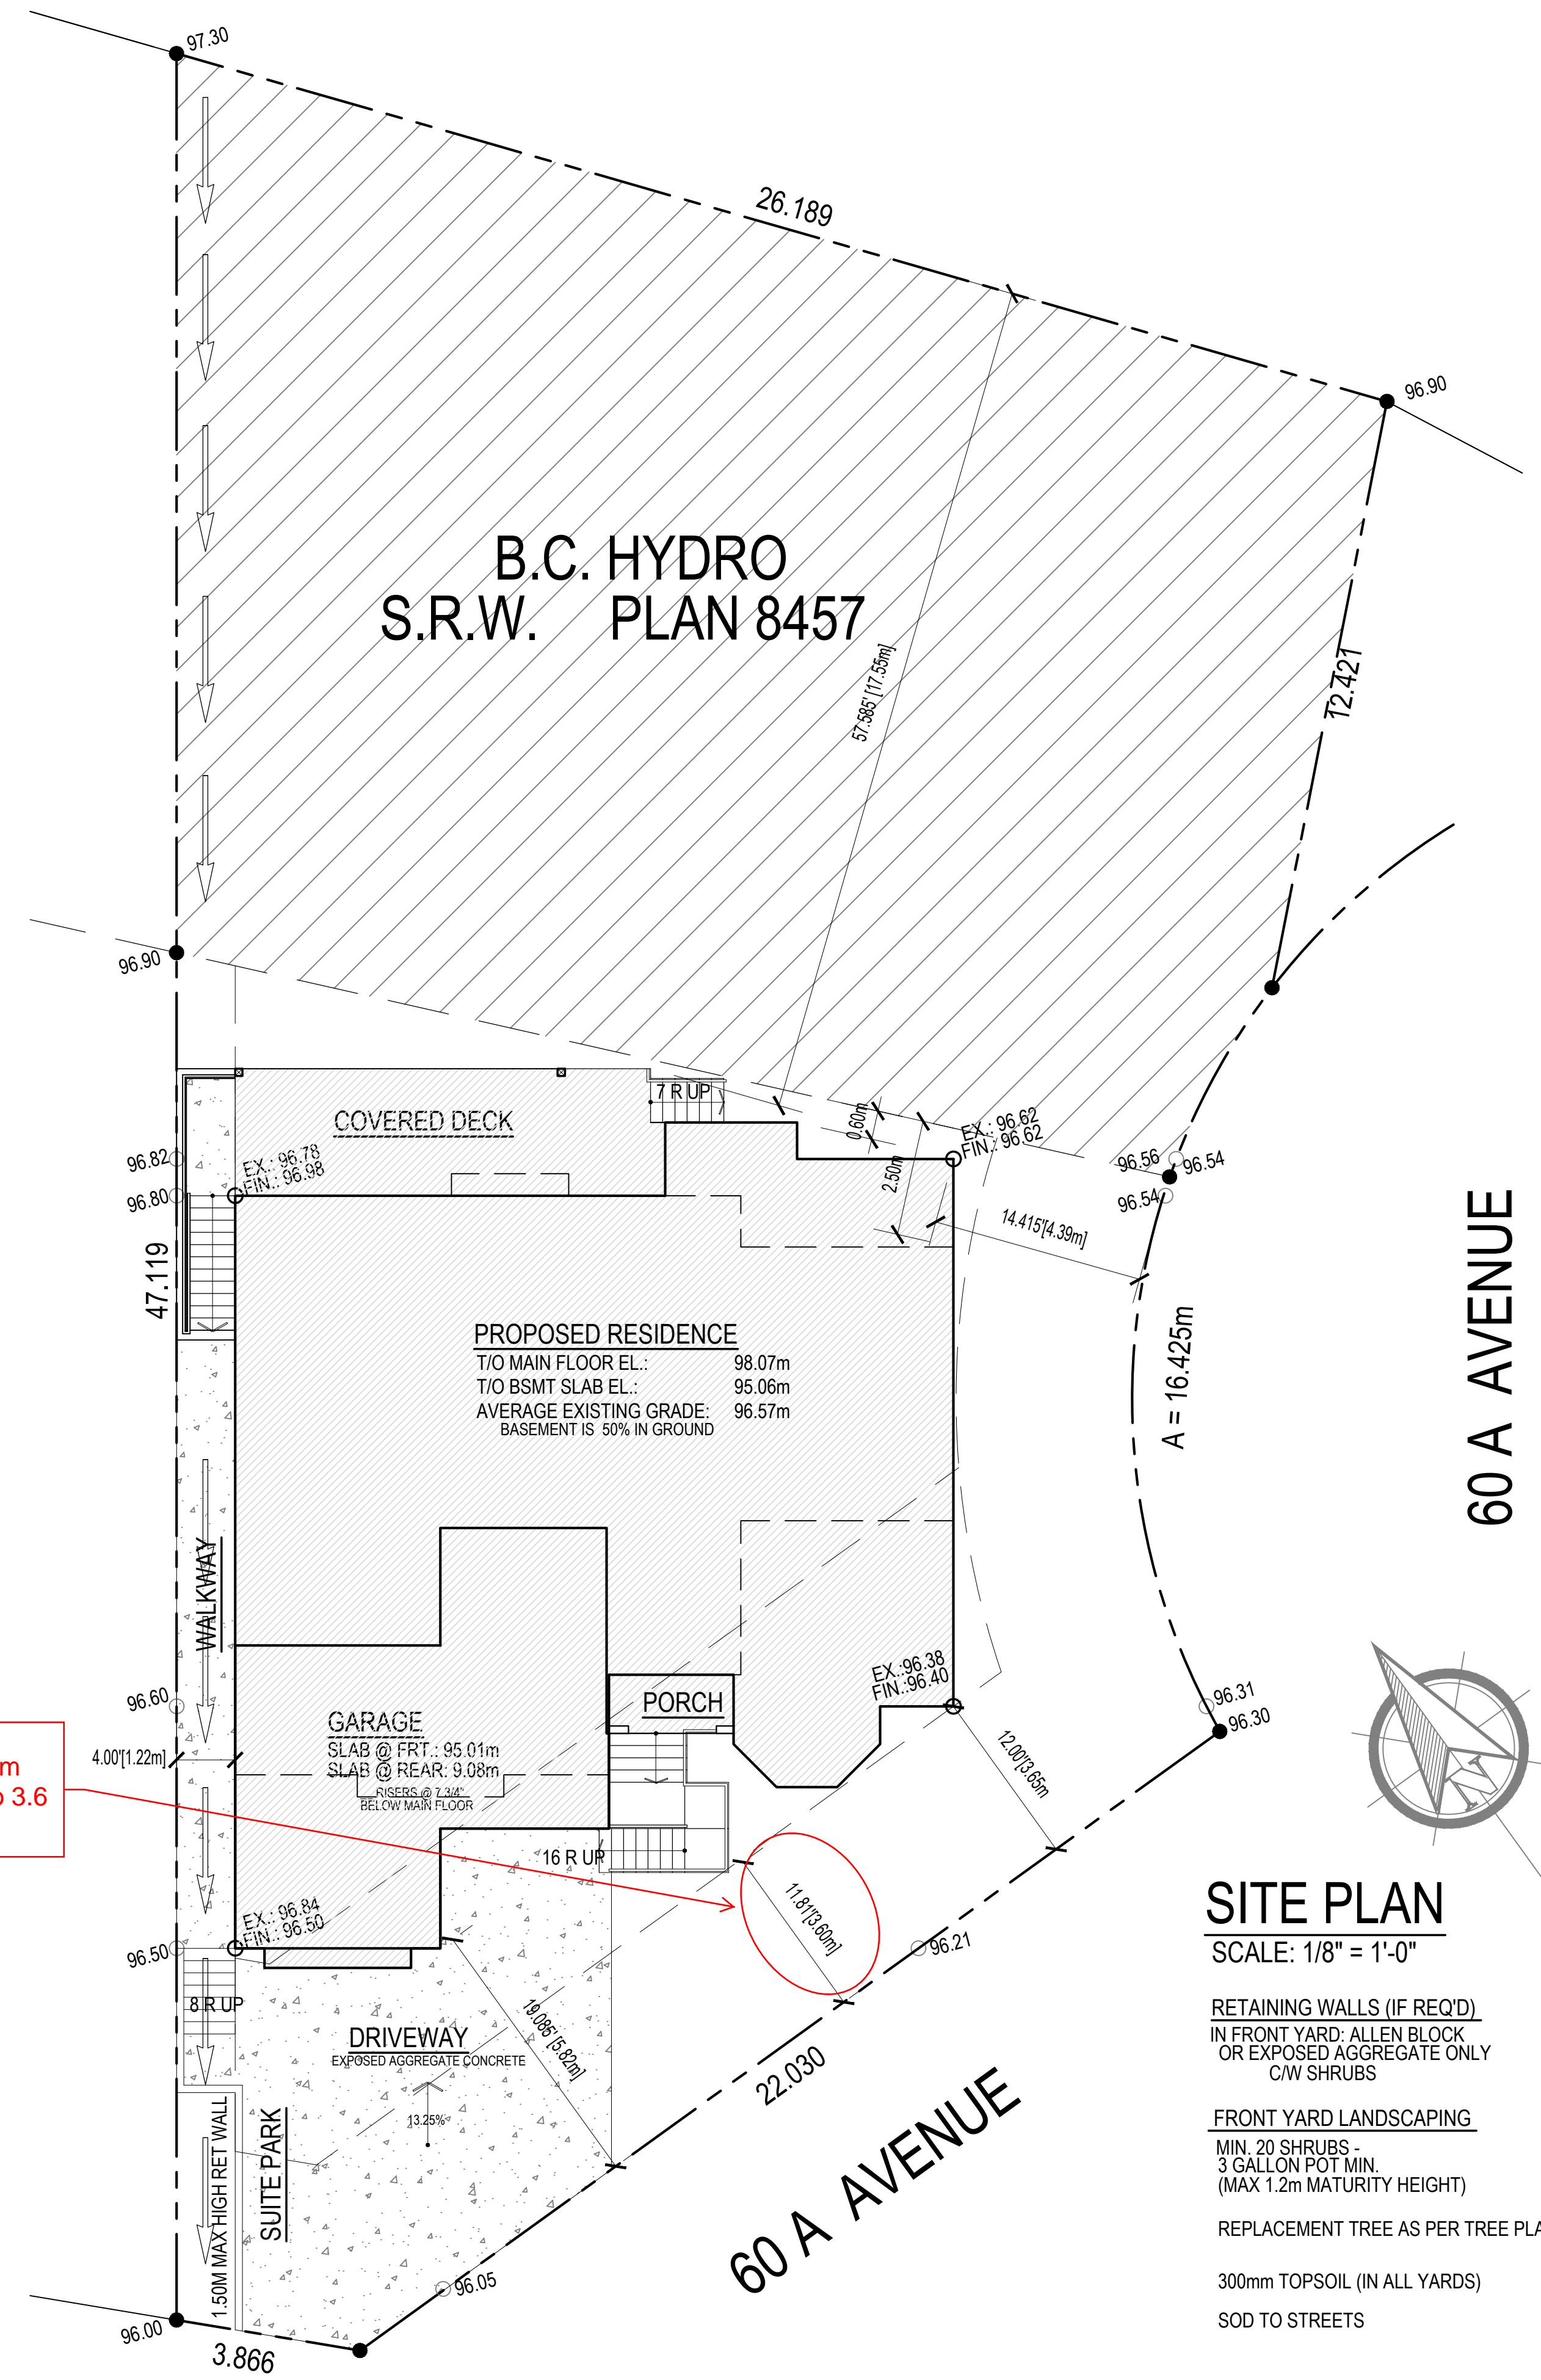 97.30
26.189
96.90
B.C. HYDRO
S.R.W. PLAN 8457
57.585' [17.55m]
12.421
96.90
7 R UP
COVERED DECK
0.60m
EX.: 96.62
FIN.: 96.62
96.82
EX.: 96.78
FIN.: 96.98
96.80
2.50m
96.56
96.54
96.54
14.415'[4.39m]
47.119
60 A AVENUE
A = 16.425m
PROPOSED RESIDENCE
T/O MAIN FLOOR EL.: 98.07m
T/O BSMT SLAB EL.: 95.06m
AVERAGE EXISTING GRADE: 96.57m
BASEMENT IS 50% IN GROUND
WALKWAY
EX.:96.38
FIN.:96.40
96.60
PORCH
96.31
96.30
GARAGE
SLAB @ FRT.: 95.01m
SLAB @ REAR: 9.08m
RISERS @ 7 3/4"
BELOW MAIN FLOOR
4.00'[1.22m]
m
3.6
12.00'[3.65m
N
16 R UP
11.81'[3.60m]
EX.: 96.84
FIN.: 96.50
96.50
96.21
SITE PLAN
SCALE: 1/8" = 1'-0"
8 R UP
19.085' [5.82m]
DRIVEWAY
EXPOSED AGGREGATE CONCRETE
13.25%
22.030
RETAINING WALLS (IF REQ'D)
IN FRONT YARD: ALLEN BLOCK
OR EXPOSED AGGREGATE ONLY
C/W SHRUBS
1.50M MAX HIGH RET WALL
SUITE PARK
FRONT YARD LANDSCAPING
MIN. 20 SHRUBS -
3 GALLON POT MIN.
(MAX 1.2m MATURITY HEIGHT)
60 A AVENUE
REPLACEMENT TREE AS PER TREE PLA
96.05
300mm TOPSOIL (IN ALL YARDS)
SOD TO STREETS
96.00
3.866